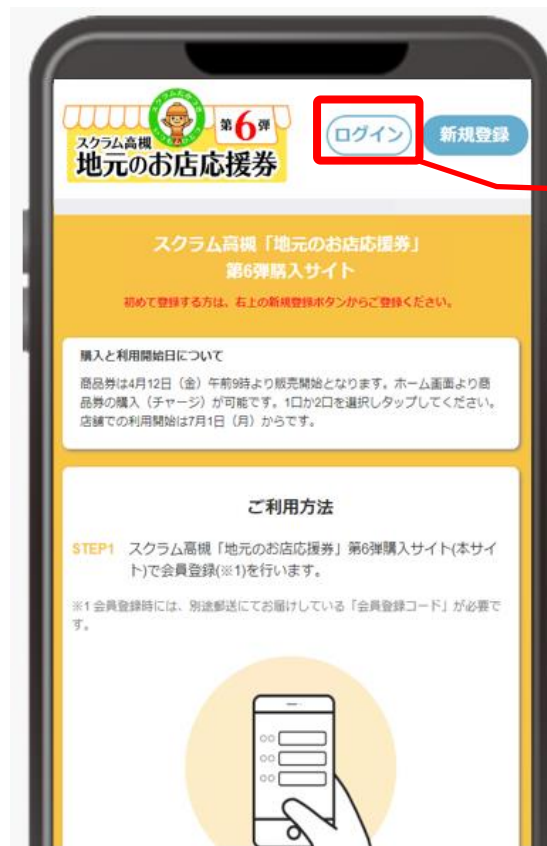 スクラム高槻
第6弾
地元のお店応援券
ログイン
新規登録
スクラム高槻「地元のお店応援券」
第6弾購入サイト
初めて登録する方は、右上の新規登録ボタンからご登録ください。
購入と利用開始日について
商品券は4月12日（金）午前9時より販売開始となります。ホーム画面より商
品券の購入（チャージ）が可能です。1口か2口を選択しタップしてください。
店舗での利用開始は7月1日（月）からです。
ご利用方法
STEP1 スクラム高槻「地元のお店応援券」第6弾購入サイト(本サイ
ト)で会員登録(※1)を行います。
※1 会員登録時には、別途郵送にてお届けしている「会員登録コード」が必要で
す。